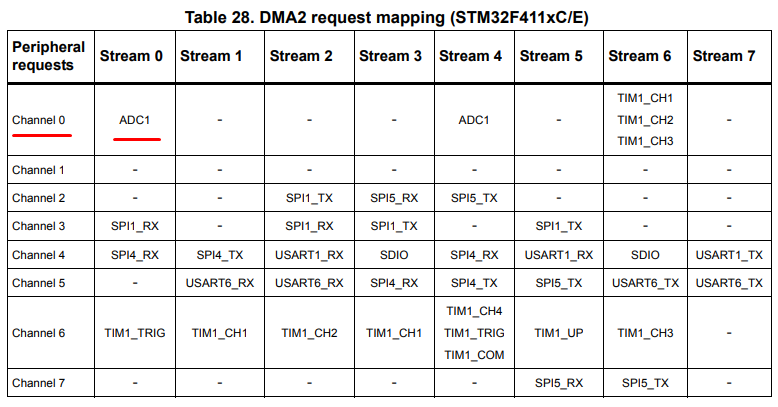 Table 28. DMA2 request mapping (STM32F411xC/E)
Peripheral requests Stream 0 Stream 1 Stream 2 Stream 3 Stream 4 Stream 5 Stream 6 Stream 7
Channel 0 ADC1 - - - ADC1 - TIM1_CH1 TIM1_CH2 TIM1_CH3 -
Channel 1 - - - - - - - -
Channel 2 - - SPI1_TX SPI5_RX SPI5_TX - - -
Channel 3 SPI1_RX - SPI1_RX SPI1_TX - SPI1_TX - -
Channel 4 SPI4_RX SPI4_TX USART1_RX SDIO SPI4_RX USART1_RX SDIO USART1_TX
Channel 5 - USART6_RX USART6_RX SPI4_RX SPI4_TX SPI5_TX USART6_TX USART6_TX
Channel 6 TIM1_TRIG TIM1_CH1 TIM1_CH2 TIM1_CH1 TIM1_CH4 TIM1_TRIG TIM1_COM TIM1_UP TIM1_CH3 -
Channel 7 - - - - - SPI5_RX SPI5_TX -